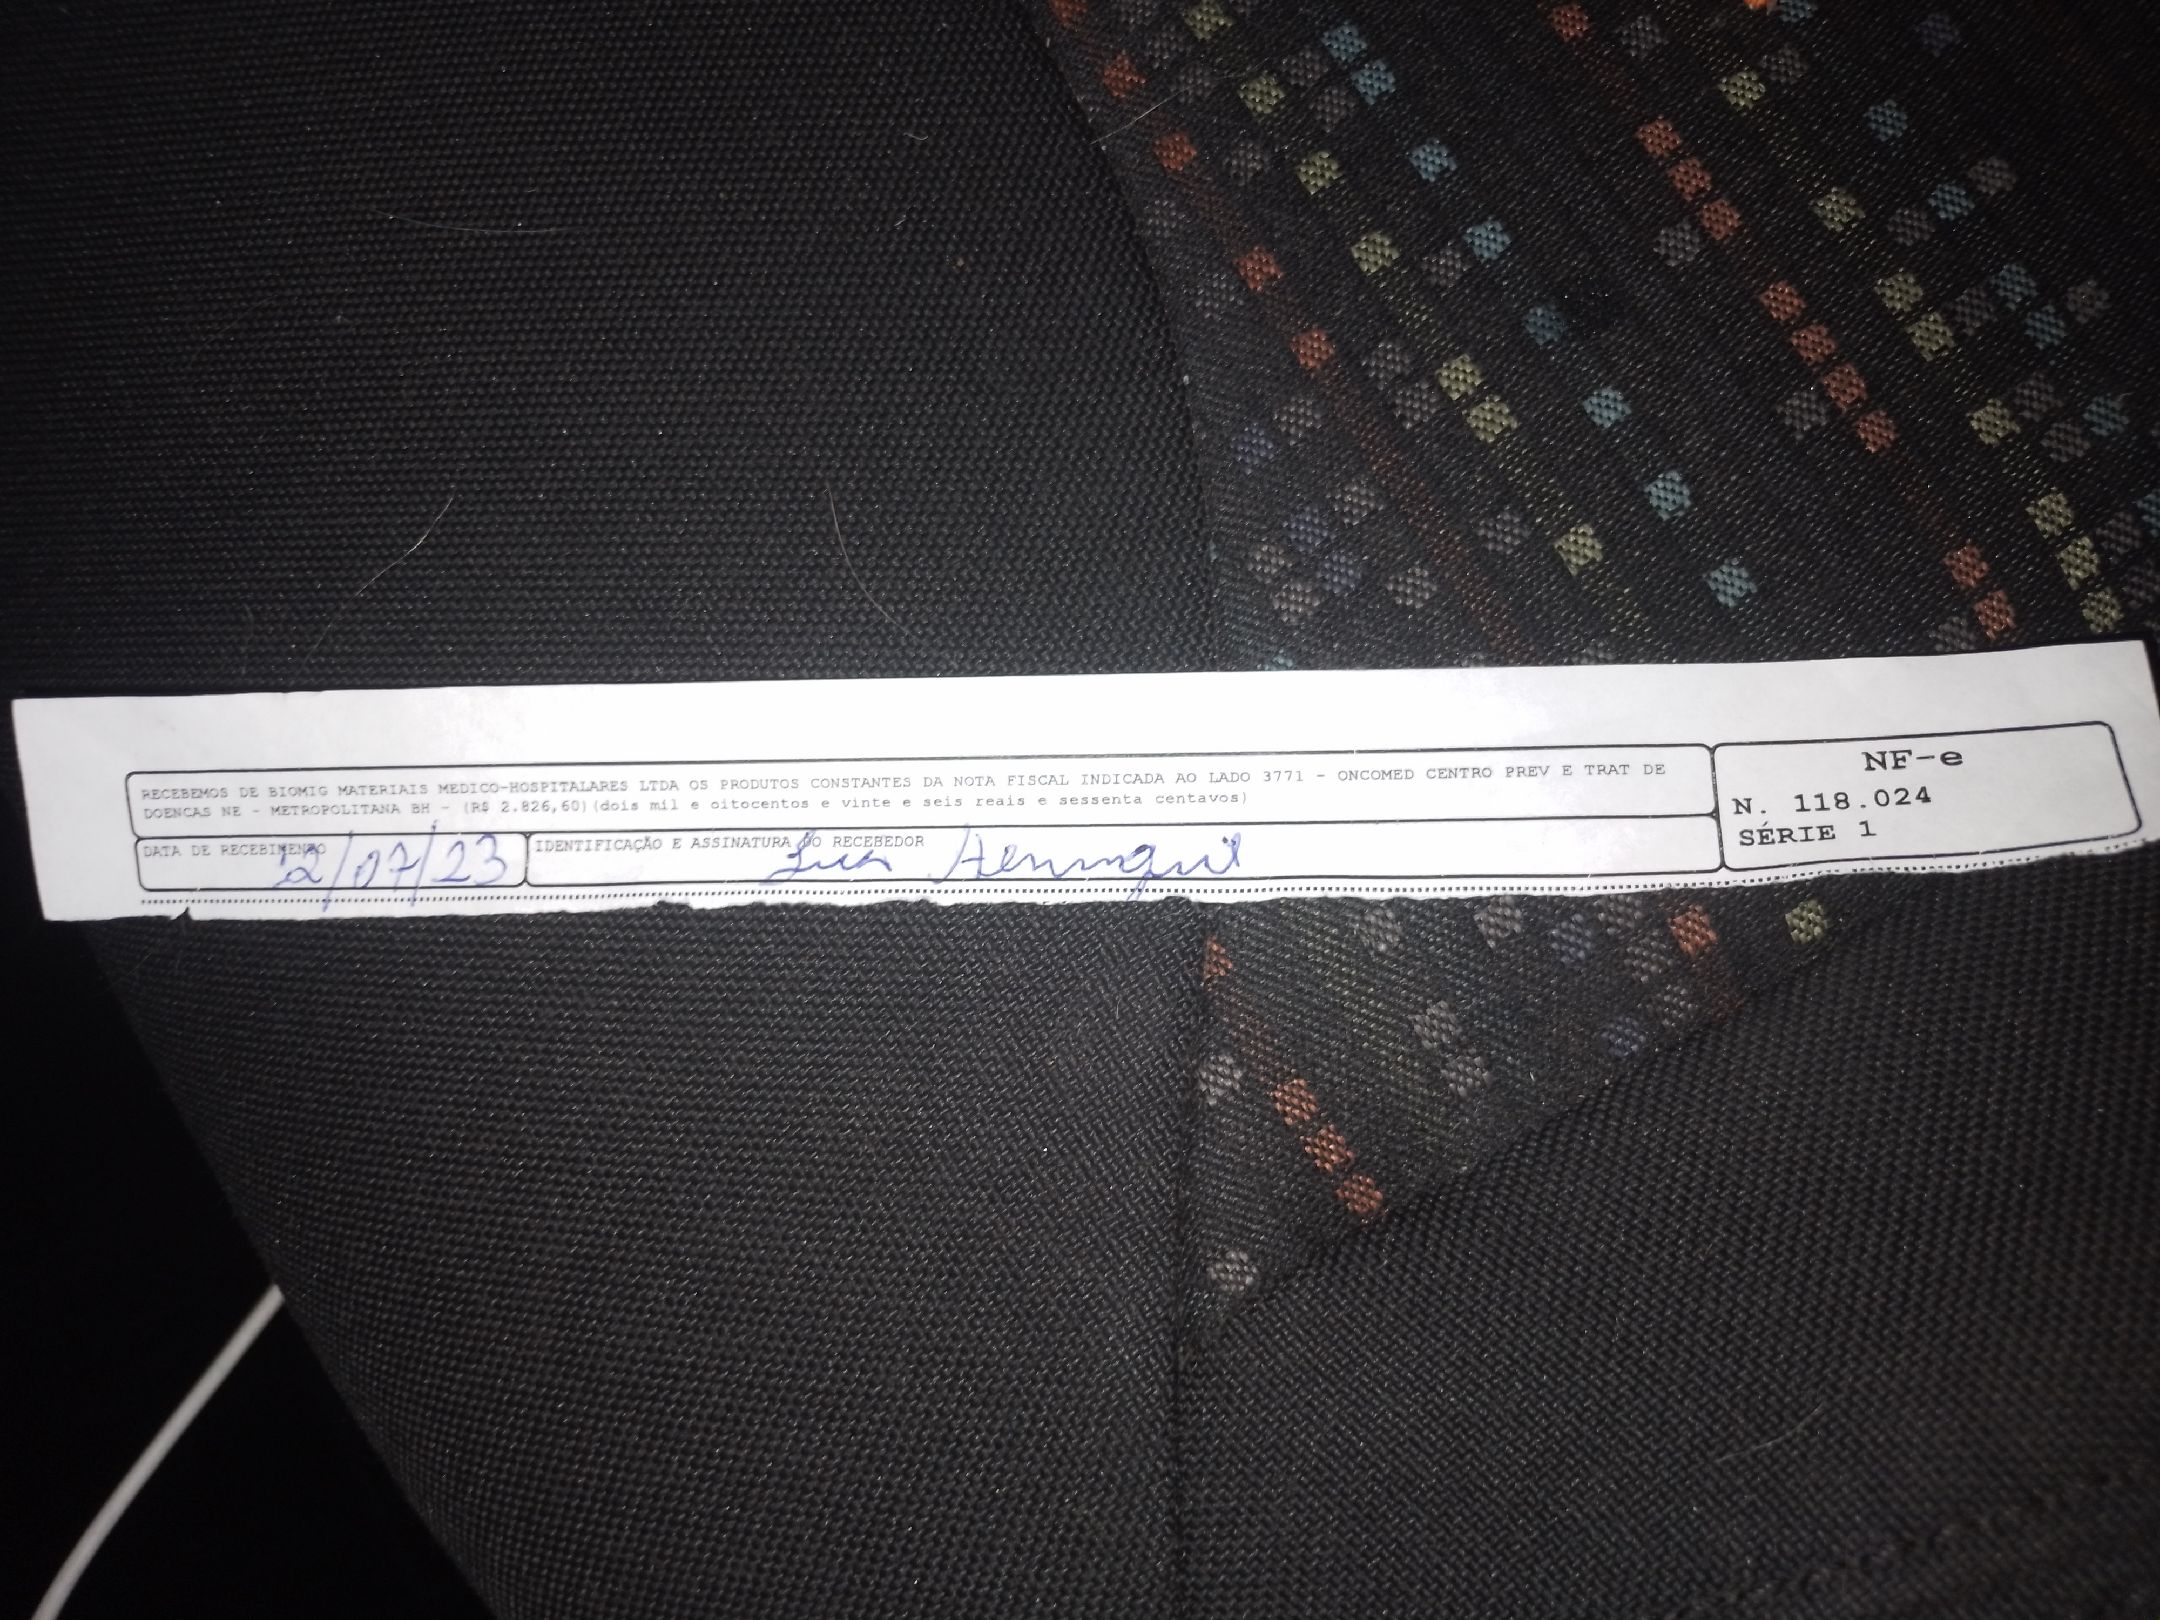 RECEBEMOS DE BIOMIG MATERIAIS MEDICO-HOSPITALARES LTDA OS PRODUTOS CONSTANTES DA NOTA FISCAL INDICADA AO LADO 3771 - ONCOMED CENTRO PREV E TRAT DE
DOENCAS NE - METROPOLITANA BH - (R$ 2.826,60)(dois mil e oitocentos e vinte e seis reais e sessenta centavos)
DATA DE RECEBIMENTO
22/07/23
IDENTIFICAÇÃO E ASSINATURA DO RECEBEDOR
NF-e
N. 118.024
SÉRIE 1